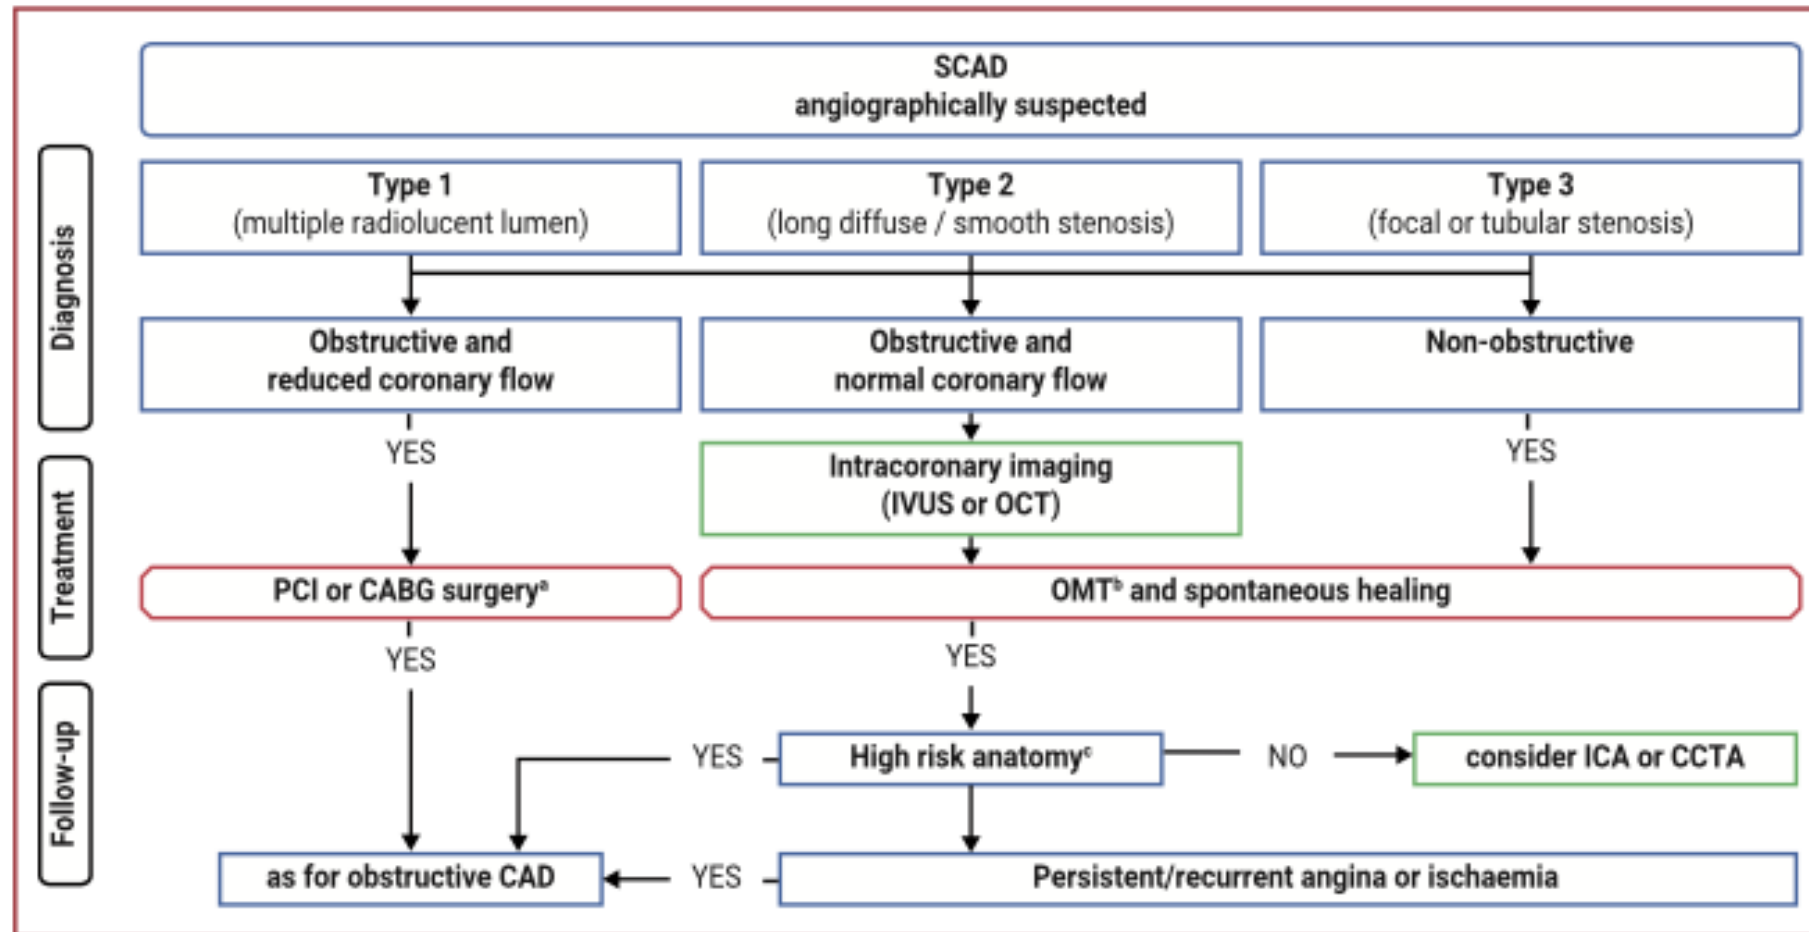 SCAD
angiographically suspected
Diagnosis
Type 1
(multiple radiolucent lumen)
Type 2
(long diffuse / smooth stenosis)
Type 3
(focal or tubular stenosis)
Obstructive and
reduced coronary flow
Obstructive and
normal coronary flow
Non-obstructive
YES
YES
Treatment
Intracoronary imaging
(IVUS or OCT)
PCI or CABG surgeryᵃ
OMTᵇ and spontaneous healing
YES
YES
Follow-up
YES
High risk anatomyᶜ
NO
consider ICA or CCTA
as for obstructive CAD
YES
Persistent/recurrent angina or ischaemia